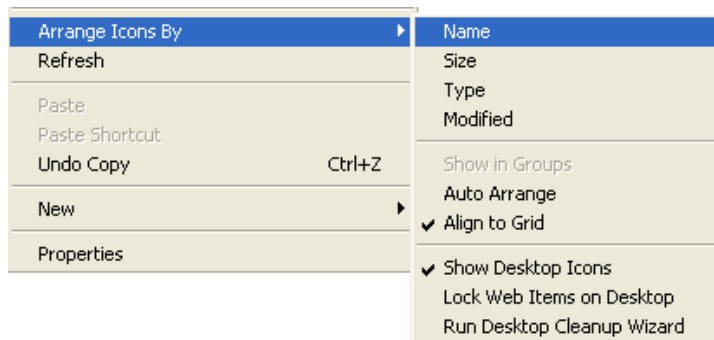 Arrange Icons By
Refresh
Paste
Paste Shortcut
Undo Copy Ctrl+Z
New
Properties
Name
Size
Type
Modified
Show in Groups
Auto Arrange
Align to Grid
Show Desktop Icons
Lock Web Items on Desktop
Run Desktop Cleanup Wizard